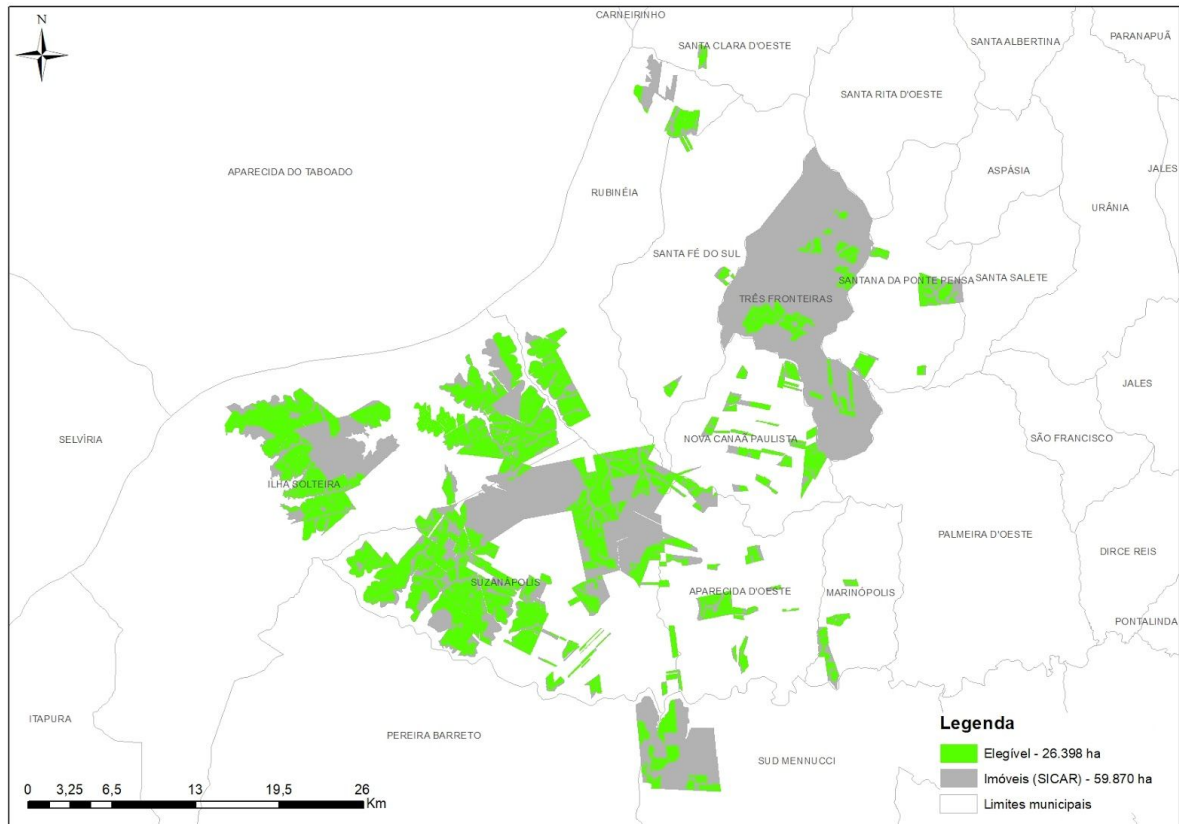 N
CARNEIRINHO
SANTA CLARA D'OESTE
SANTA ALBERTINA
PARANAPUÃ
SANTA RITA D'OESTE
APARECIDA DO TABOADO
ASPÁSIA
JALES
RUBINÉIA
URÂNIA
SANTA FÉ DO SUL
SANTANA DA PONTE PENSA
SANTA SALETE
TRÊS FRONTEIRAS
JALES
SELVÍRIA
NOVA CANAÃ PAULISTA
SÃO FRANCISCO
ILHA SOLTEIRA
PALMEIRA D'OESTE
DIRCE REIS
SUZANÁPOLIS
APARECIDA D'OESTE
MARINÓPOLIS
PONTALINDA
ITAPURA
PEREIRA BARRETO
SUD MENNUCCI
Legenda
Elegível - 26.398 ha
Imóveis (SICAR) - 59.870 ha
Limites municipais
0 3,25 6,5 13 19,5 26
Km